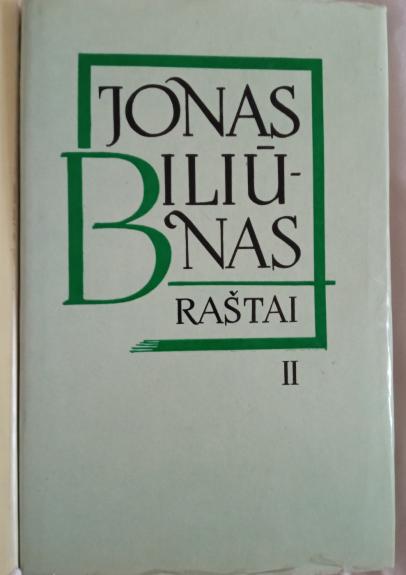 JONAS
BILIŪ-
NAS
RAŠTAI
II